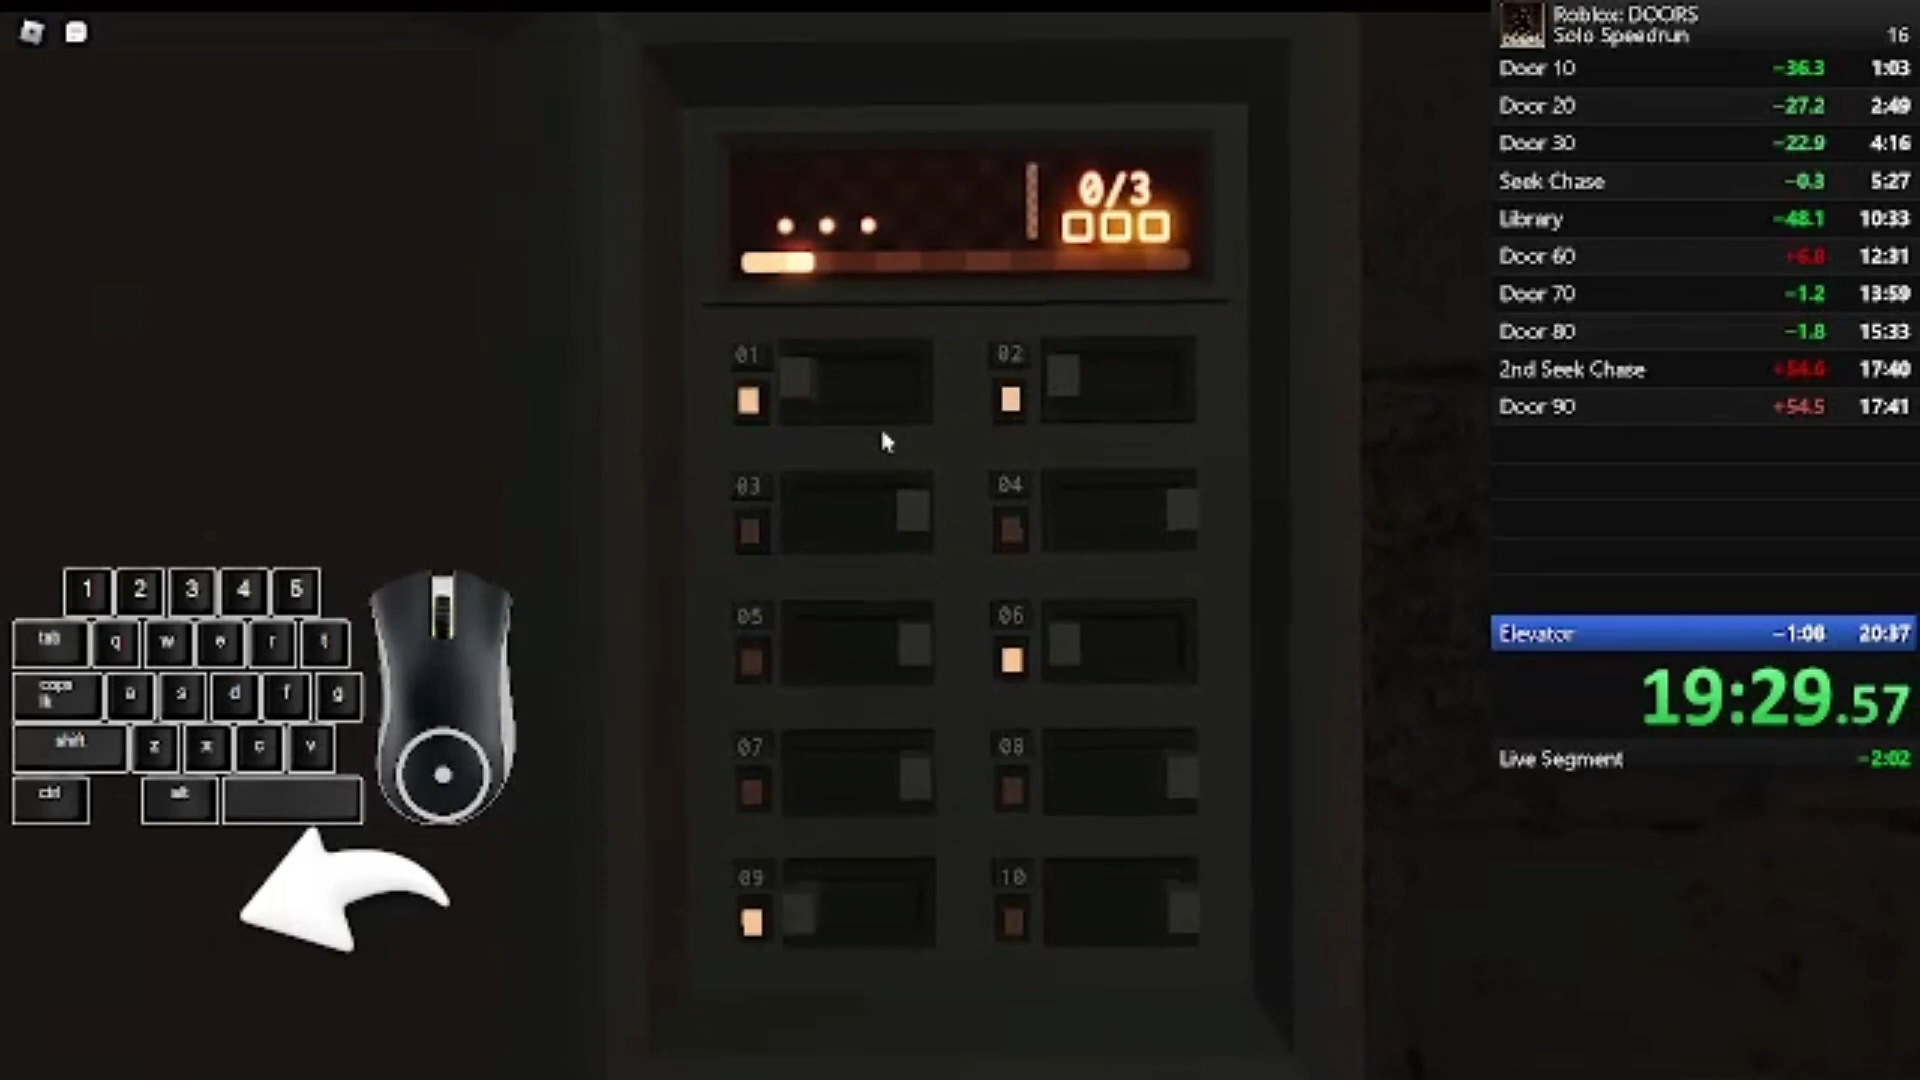 Roblox: DOORS
Solo Speedrun 16
Door 10 -36.3 1:03
Door 20 -27.2 2:49
Door 30 -22.9 4:16
Seek Chase -0.3 5:27
Library -48.1 10:33
Door 60 +6.8 12:31
Door 70 -1.2 13:59
Door 80 -1.8 15:33
2nd Seek Chase +54.6 17:40
Door 90 +54.5 17:41
Elevator -1:08 20:37
19:29.57
Live Segment -2:02
0/3
01 02
03 04
05 06
07 08
09 10
1 2 3 4 5
tab q w e r t
caps lk a s d f g
shift z x c v
ctrl alt